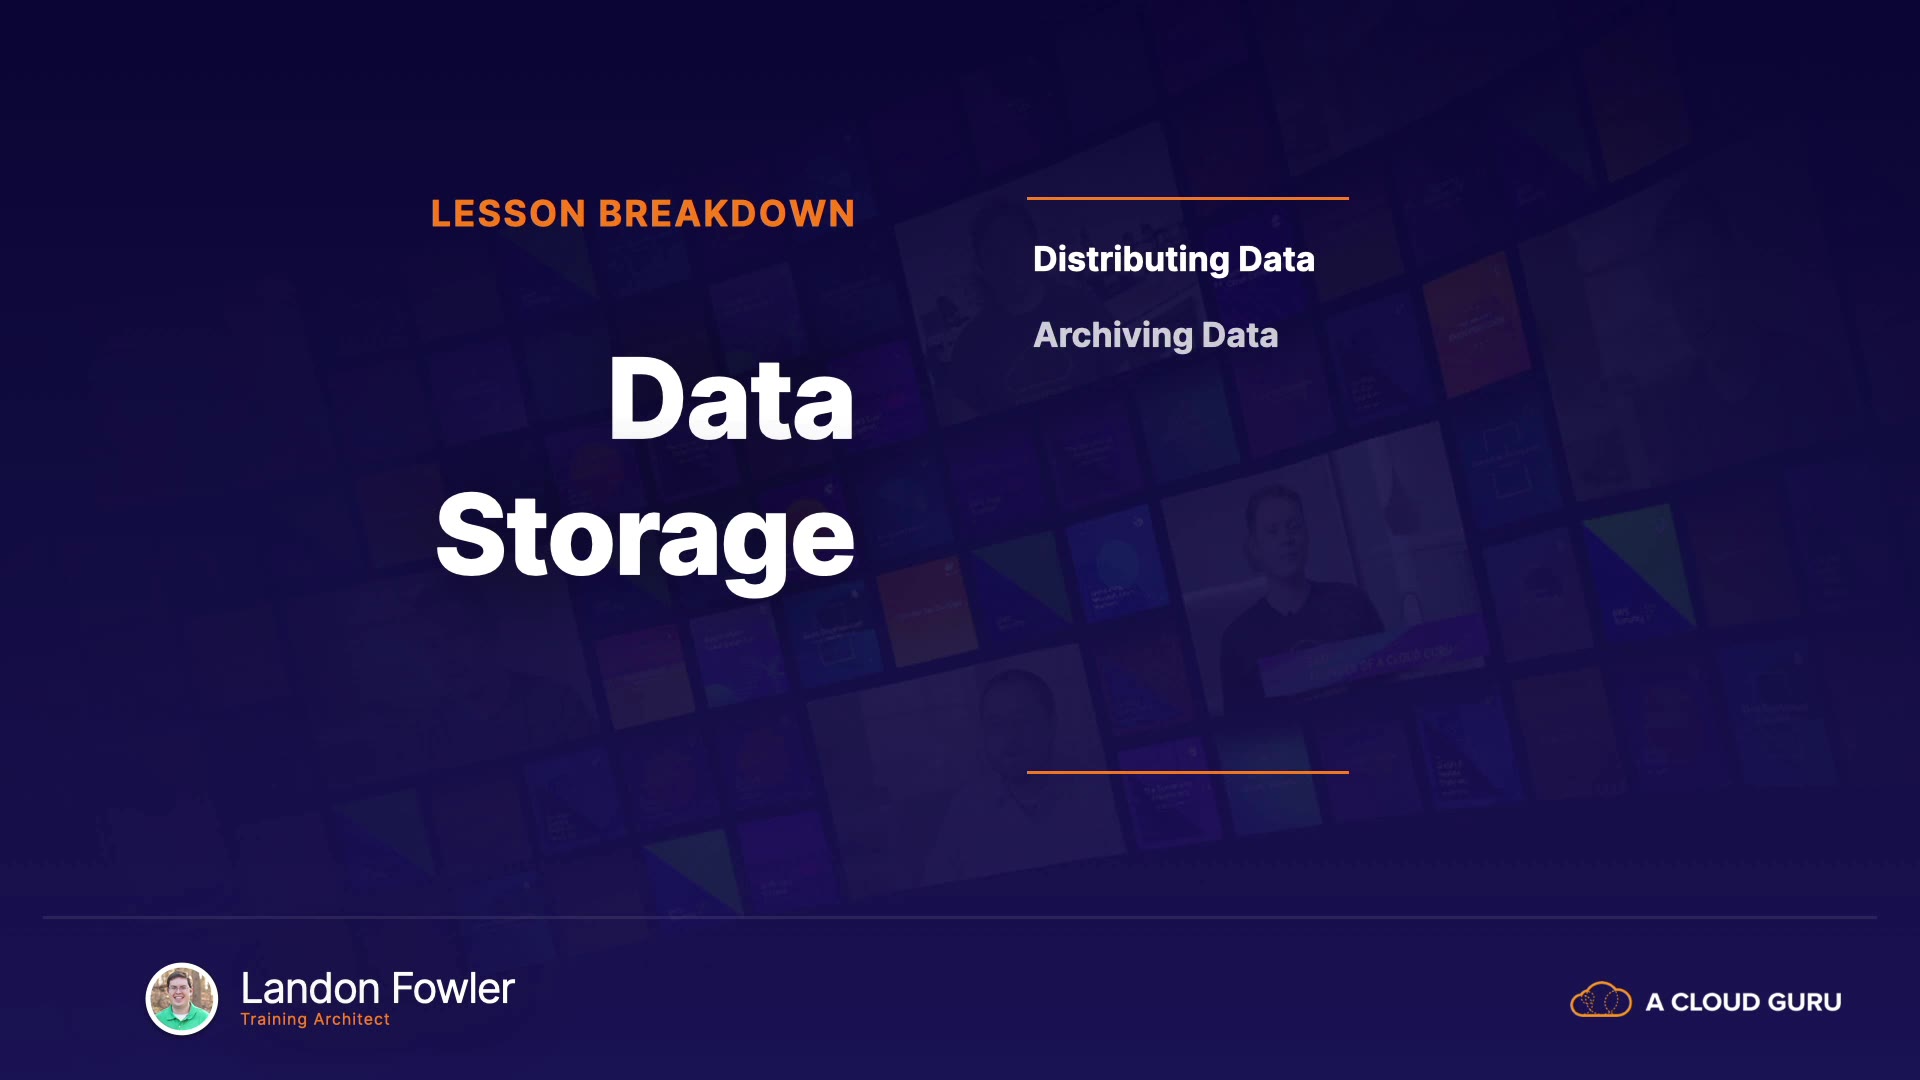 LESSON BREAKDOWN
Data
Storage
Distributing Data
Archiving Data
Landon Fowler
Training Architect
A CLOUD GURU